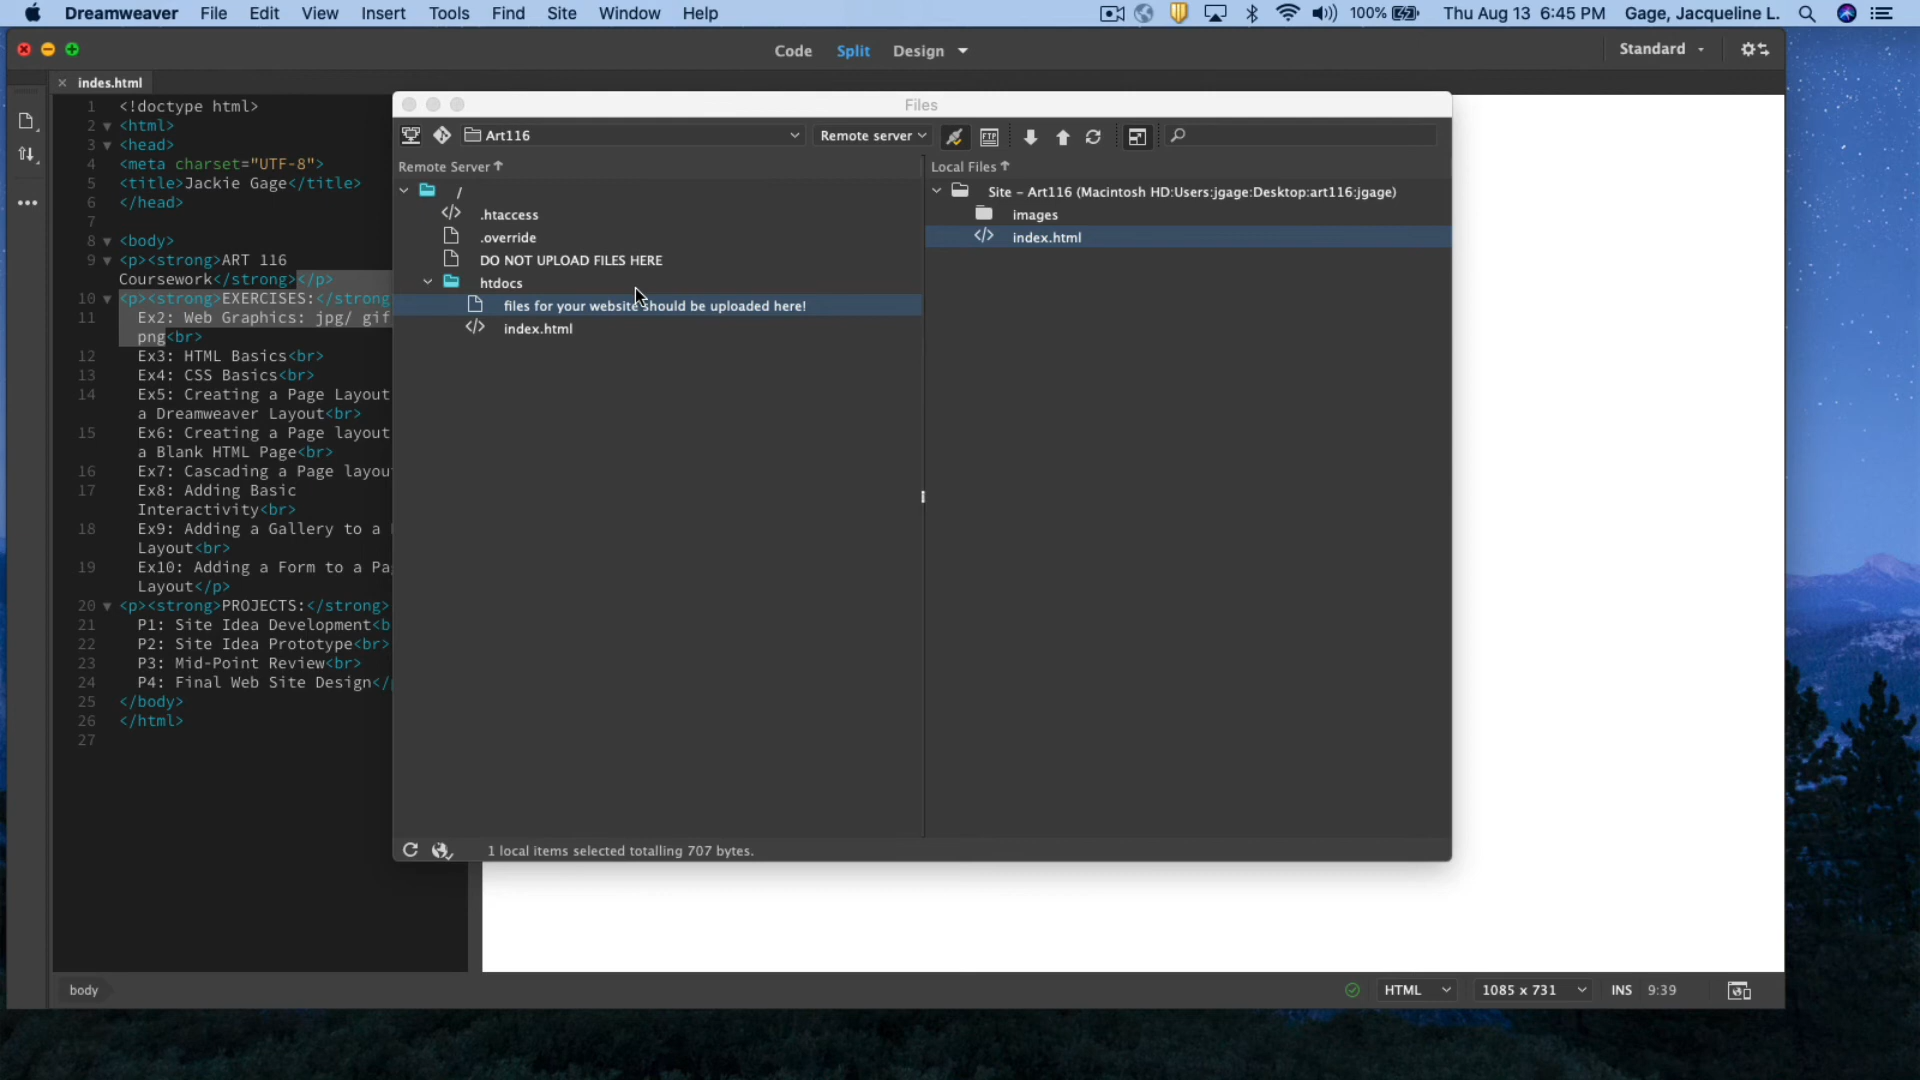 Dreamweaver File Edit View Insert Tools Find Site Window Help 100% Thu Aug 13 6:45 PM Gage, Jacqueline L.
Code Split Design Standard
indes.html
1 <!doctype html>
2 <html>
3 <head>
4 <meta charset="UTF-8">
5 <title>Jackie Gage</title>
6 </head>
7
8 <body>
9 <p><strong>ART 116
Coursework</strong></p>
10 <p><strong>EXERCISES:</strong
11 Ex2: Web Graphics: jpg/ gif
png<br>
12 Ex3: HTML Basics<br>
13 Ex4: CSS Basics<br>
14 Ex5: Creating a Page Layout
a Dreamweaver Layout<br>
15 Ex6: Creating a Page layout
a Blank HTML Page<br>
16 Ex7: Cascading a Page layou
17 Ex8: Adding Basic
Interactivity<br>
18 Ex9: Adding a Gallery to a
Layout<br>
19 Ex10: Adding a Form to a Pa
Layout</p>
20 <p><strong>PROJECTS:</strong>
21 P1: Site Idea Development<b
22 P2: Site Idea Prototype<br>
23 P3: Mid-Point Review<br>
24 P4: Final Web Site Design</
25 </body>
26 </html>
27
Files
Art116 Remote server FTP
Remote Server Local Files
/
.htaccess
.override
DO NOT UPLOAD FILES HERE
htdocs
files for your website should be uploaded here!
index.html
Site – Art116 (Macintosh HD:Users:jgage:Desktop:art116:jgage)
images
index.html
1 local items selected totalling 707 bytes.
body HTML 1085 x 731 INS 9:39